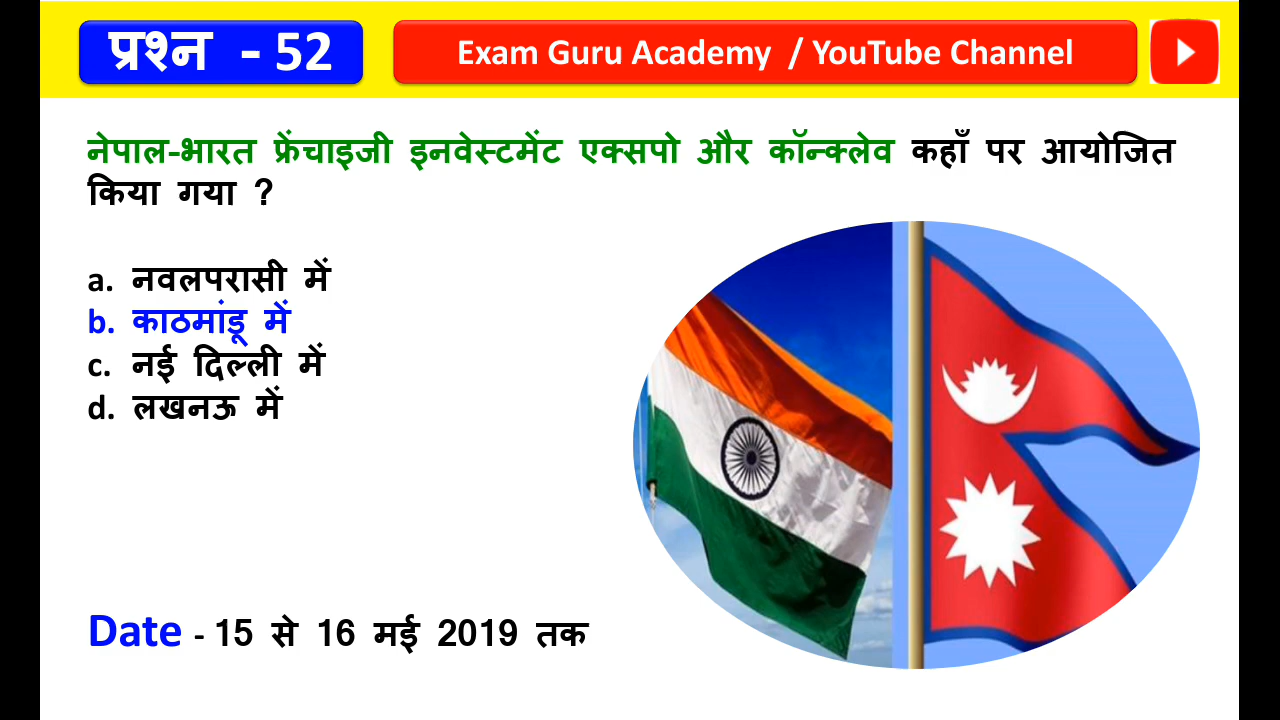 प्रश्न - 52
Exam Guru Academy / YouTube Channel
नेपाल-भारत फ्रेंचाइजी इनवेस्टमेंट एक्सपो और कॉन्क्लेव कहाँ पर आयोजित
किया गया ?
a. नवलपरासी में
b. काठमांडू में
c. नई दिल्ली में
d. लखनऊ में
Date - 15 से 16 मई 2019 तक